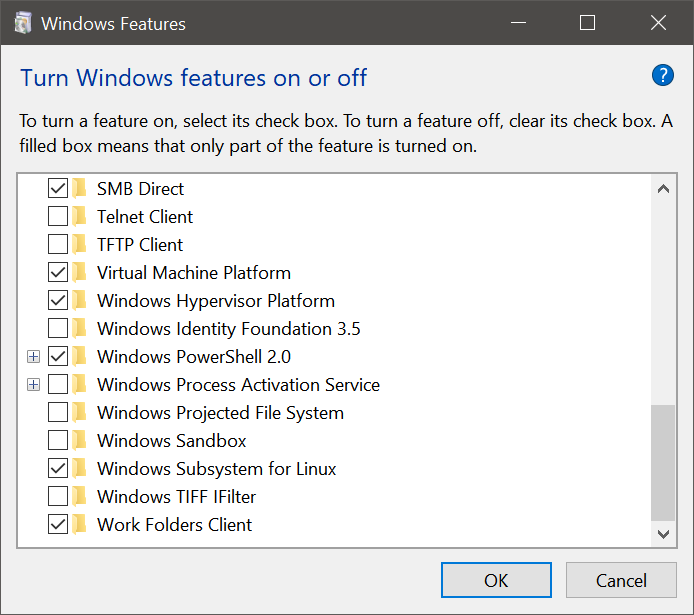 Windows Features
Turn Windows features on or off
?
To turn a feature on, select its check box. To turn a feature off, clear its check box. A
filled box means that only part of the feature is turned on.
SMB Direct
Telnet Client
TFTP Client
Virtual Machine Platform
Windows Hypervisor Platform
Windows Identity Foundation 3.5
Windows PowerShell 2.0
Windows Process Activation Service
Windows Projected File System
Windows Sandbox
Windows Subsystem for Linux
Windows TIFF IFilter
Work Folders Client
OK
Cancel